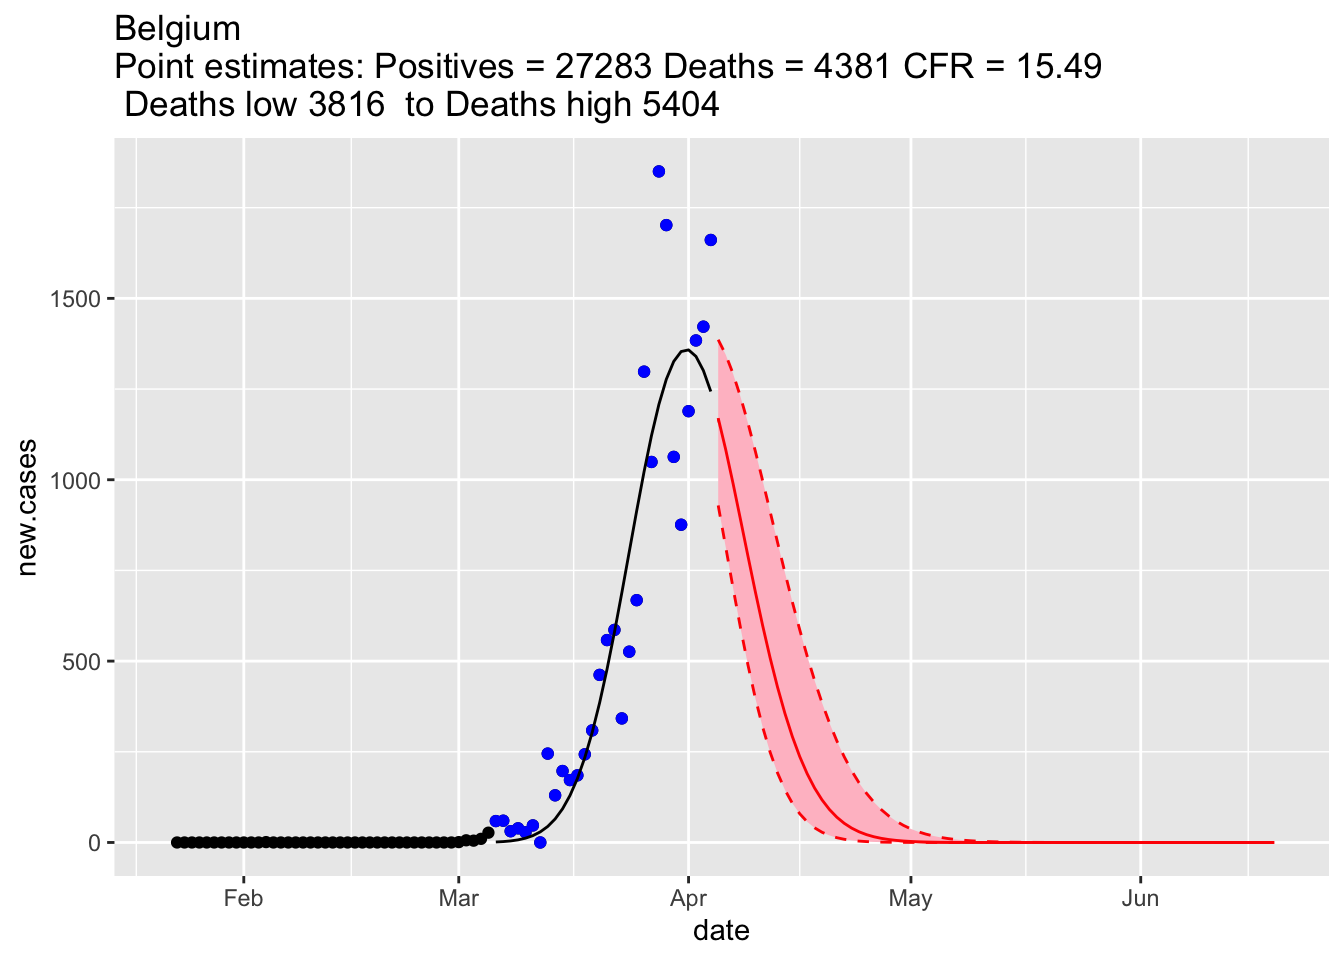 Belgium
Point estimates: Positives = 27283 Deaths = 4381 CFR = 15.49
Deaths low 3816  to Deaths high 5404
new.cases
1500
1000
500
0
Feb Mar Apr May Jun
date